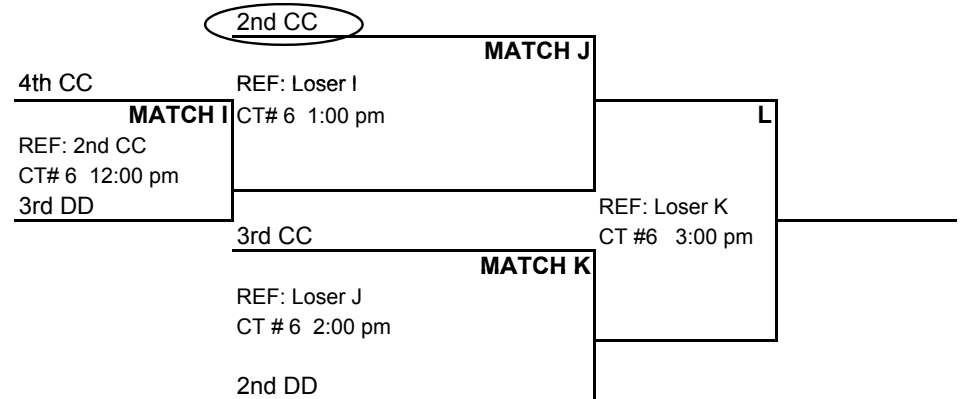 2nd CC
MATCH J
4th CC
REF: Loser I
MATCH I
CT# 6 1:00 pm
L
REF: 2nd CC
CT# 6 12:00 pm
3rd DD
REF: Loser K
3rd CC
CT #6 3:00 pm
MATCH K
REF: Loser J
CT # 6 2:00 pm
2nd DD